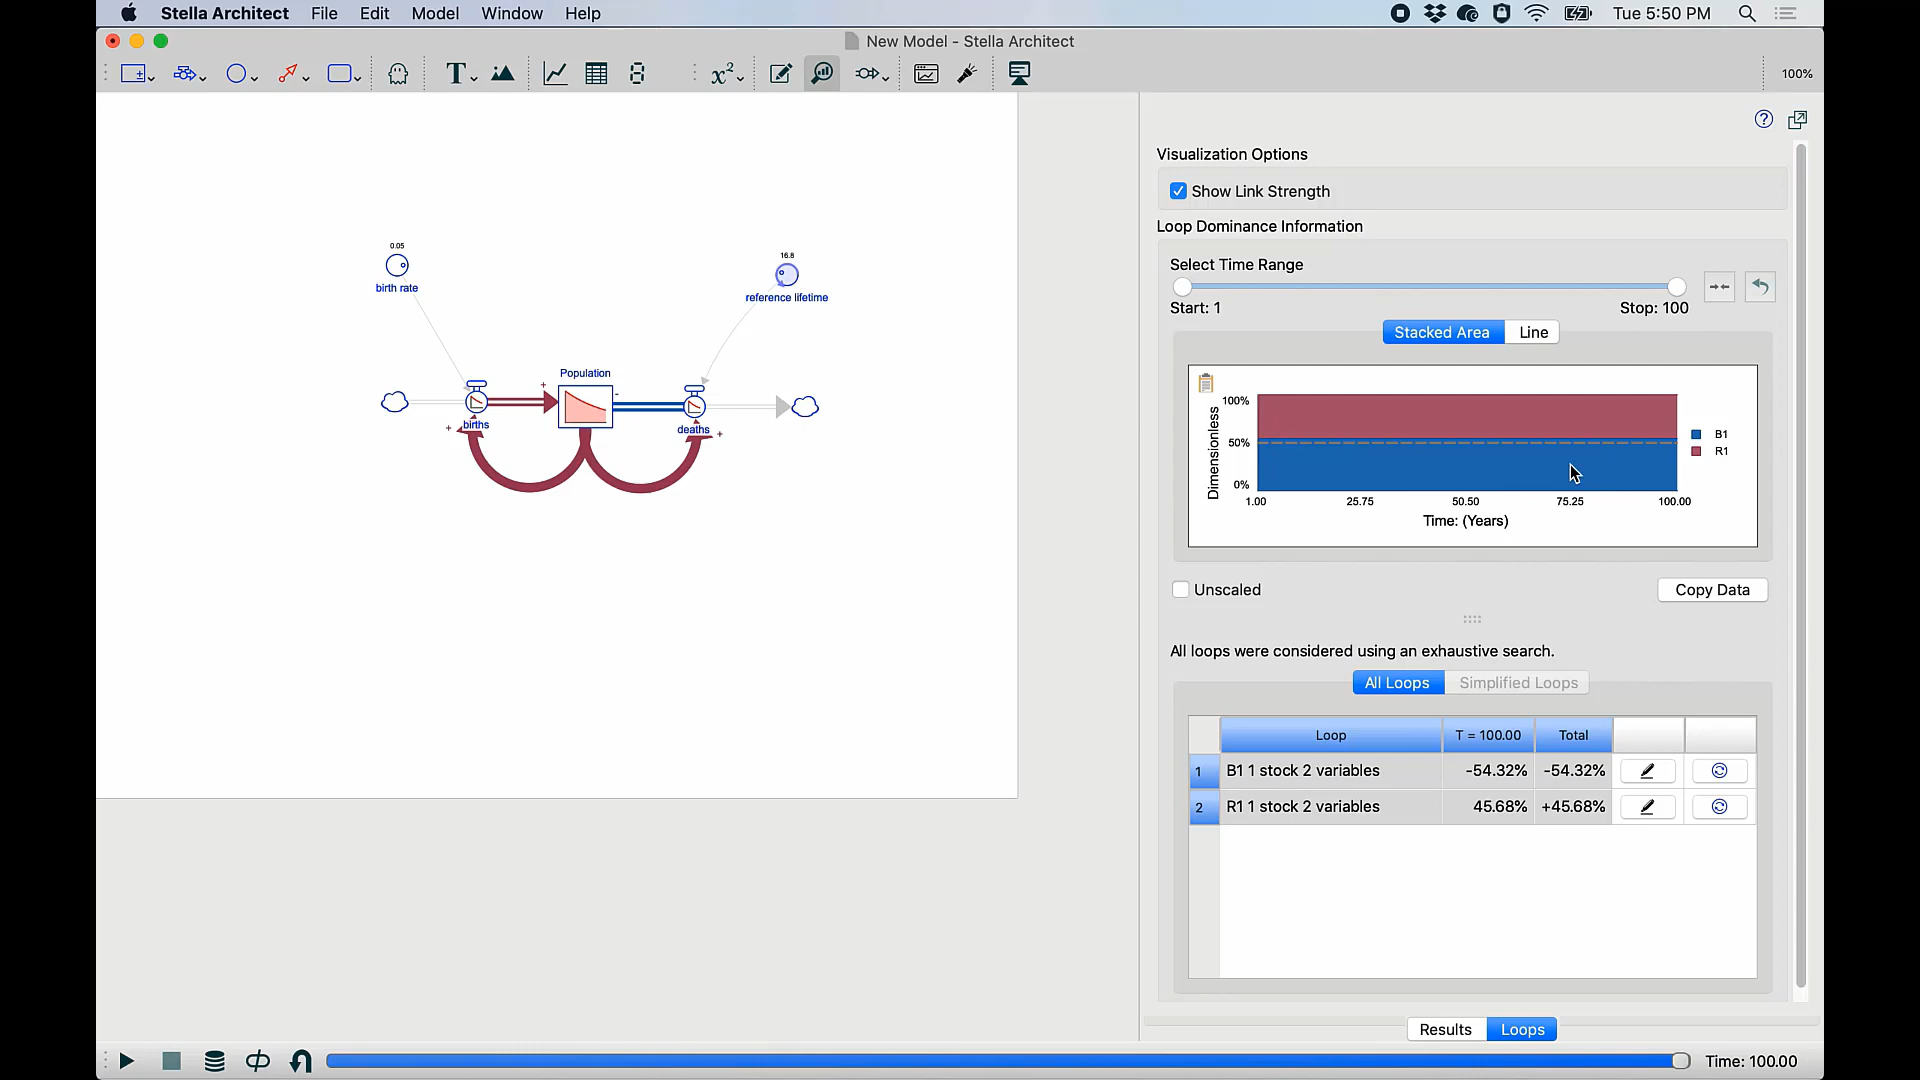 Stella Architect File Edit Model Window Help Tue 5:50 PM
New Model - Stella Architect
T x² 100%
Visualization Options
Show Link Strength
Loop Dominance Information
Select Time Range
Start: 1 Stop: 100
Stacked Area Line
0.05
birth rate
16.8
reference lifetime
Population
births
deaths
+
-
+
+
100%
50%
0%
Dimensionless
1.00 25.75 50.50 75.25 100.00
Time: (Years)
B1
R1
Unscaled Copy Data
All loops were considered using an exhaustive search.
All Loops Simplified Loops
Loop T = 100.00 Total
1 B1 1 stock 2 variables -54.32% -54.32%
2 R1 1 stock 2 variables 45.68% +45.68%
Results Loops
Time: 100.00